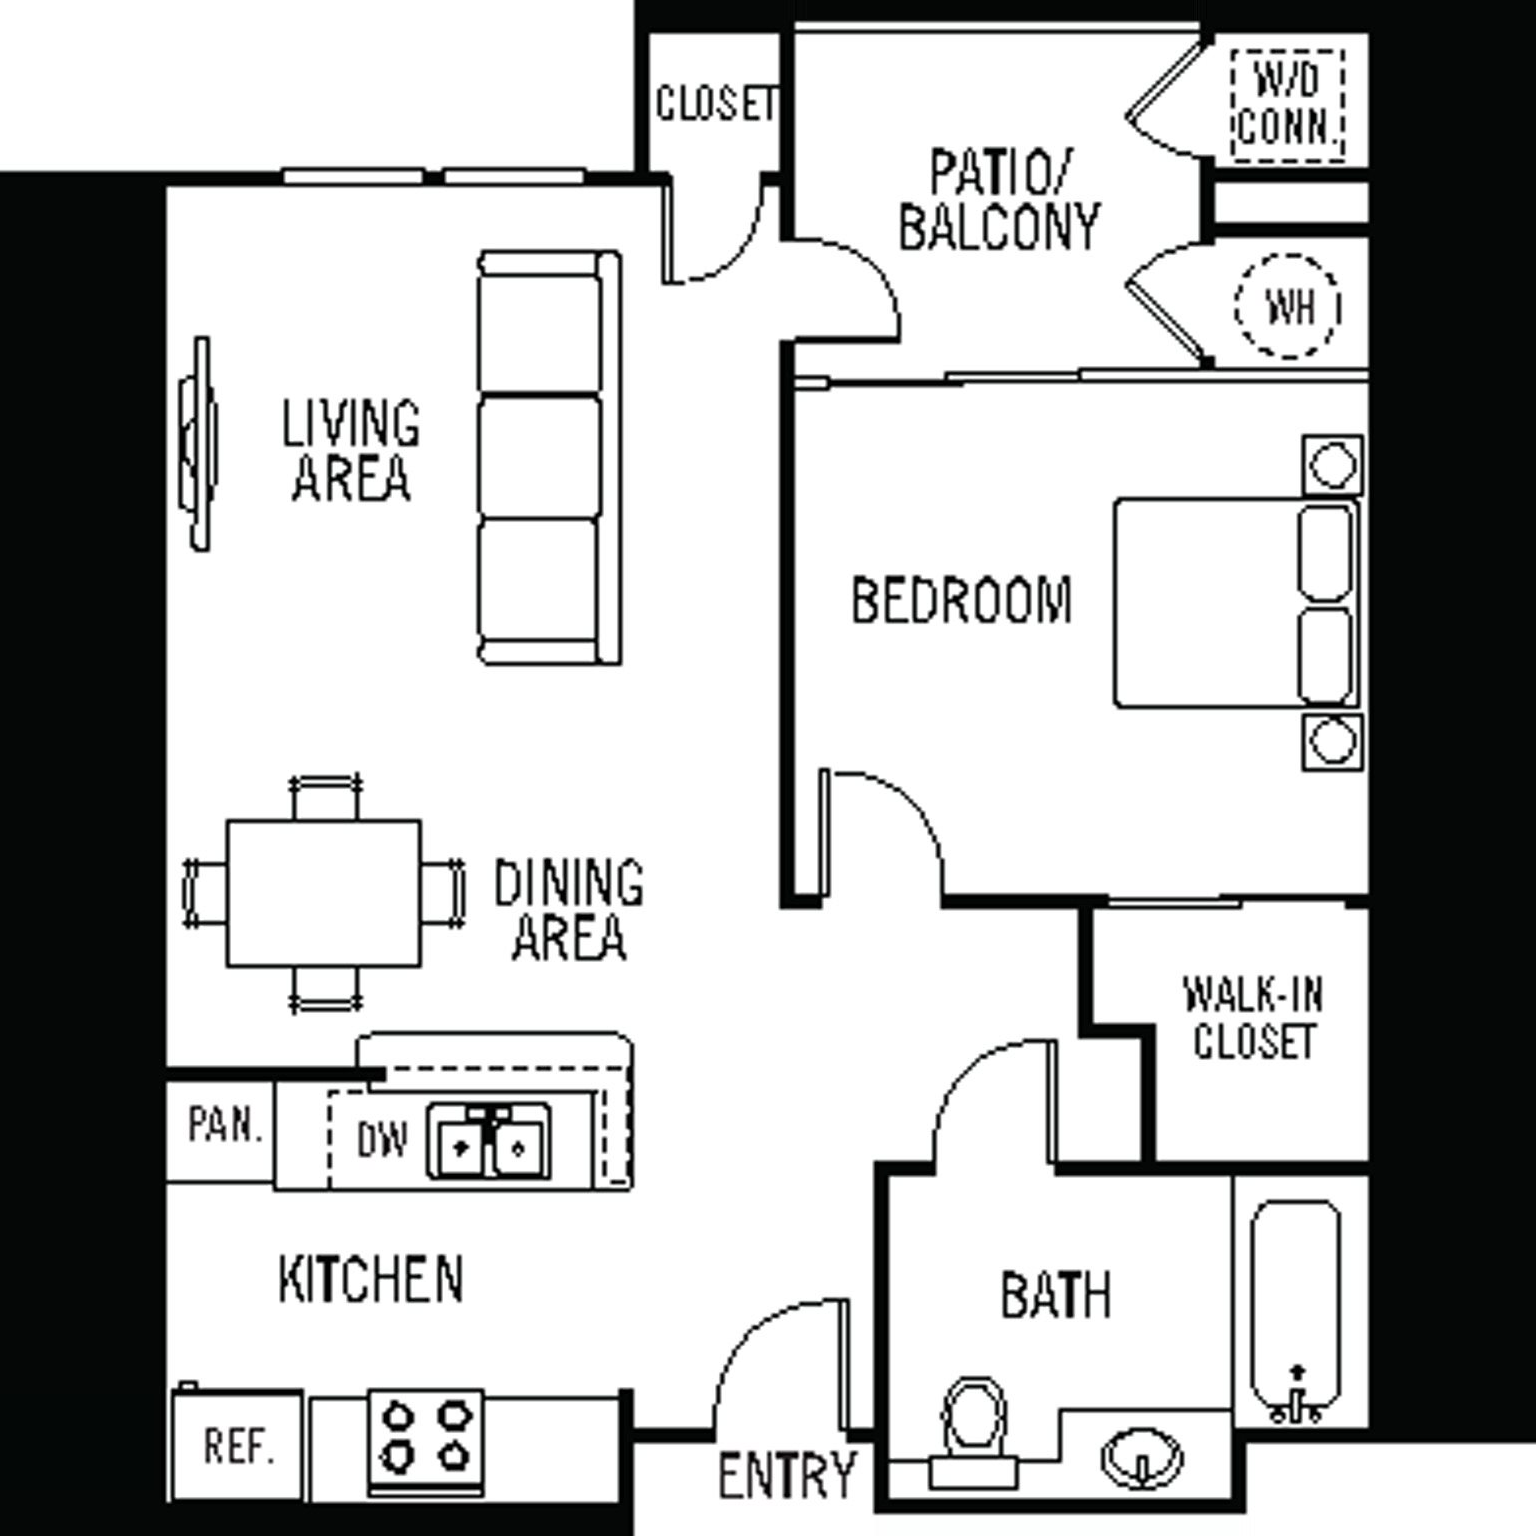 CLOSET
W/D
CONN.
PATIO/
BALCONY
WH
LIVING
AREA
BEDROOM
DINING
AREA
WALK-IN
CLOSET
PAN.
DW
KITCHEN
BATH
REF.
ENTRY